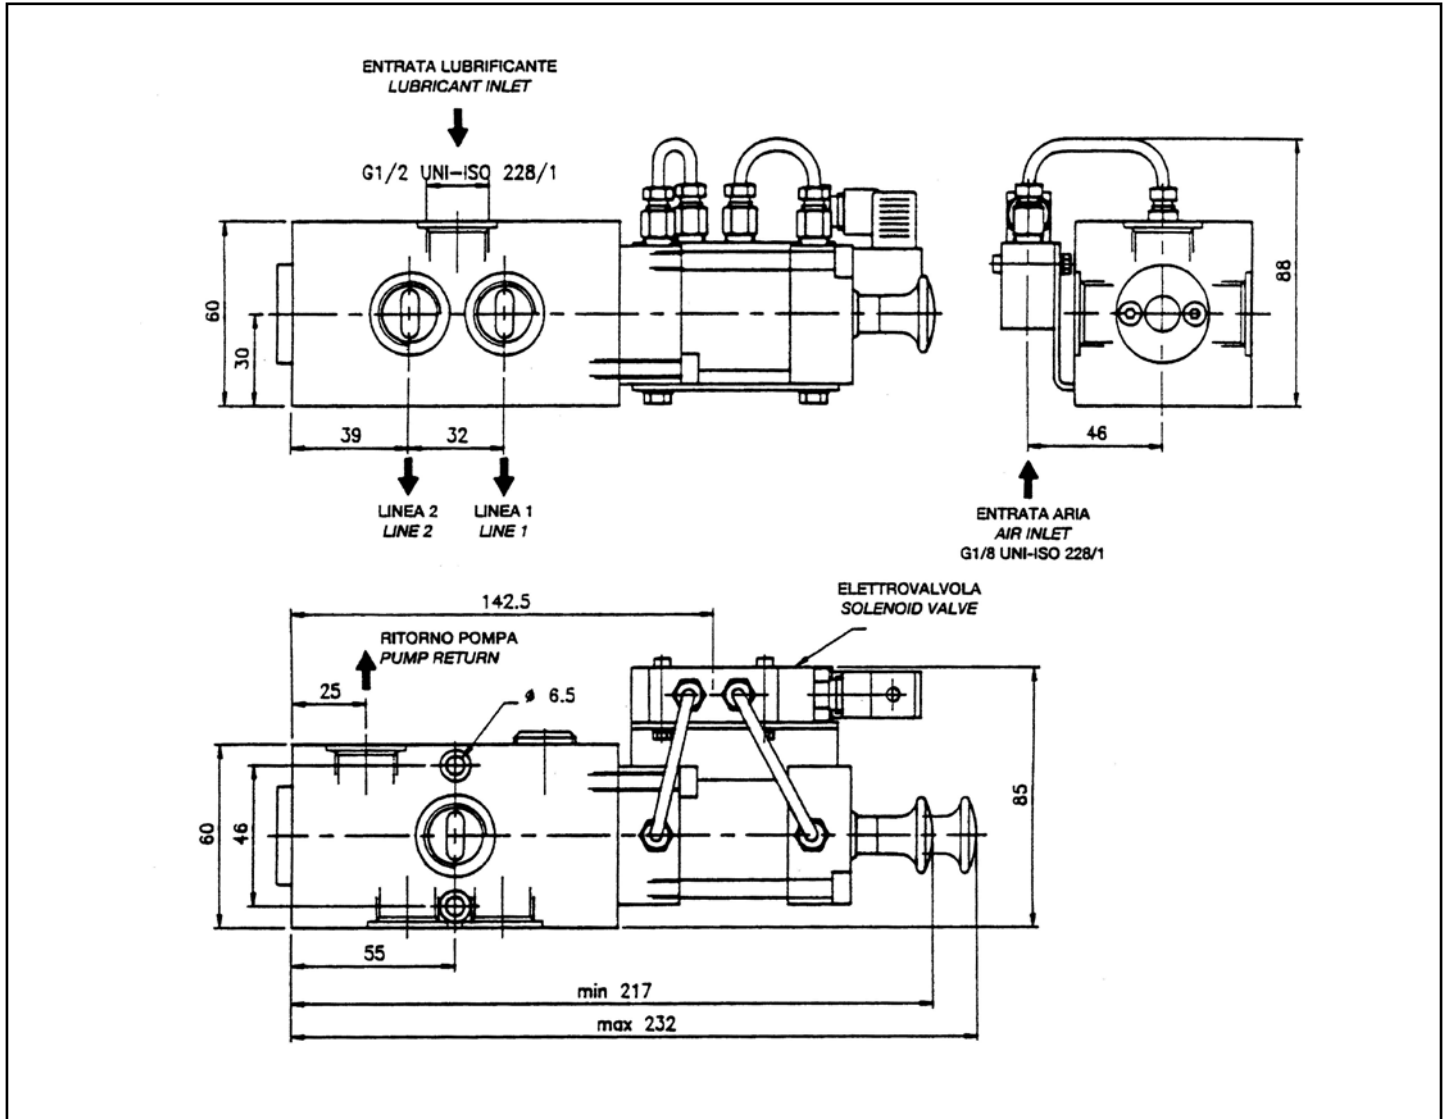 ENTRATA LUBRIFICANTE
LUBRICANT INLET
G1/2 UNI-ISO 228/1
60
30
39
32
LINEA 2
LINE 2
LINEA 1
LINE 1
88
46
ENTRATA ARIA
AIR INLET
G1/8 UNI-ISO 228/1
ELETTROVALVOLA
SOLENOID VALVE
142.5
RITORNO POMPA
PUMP RETURN
25
ø 6.5
60
46
85
55
min 217
max 232